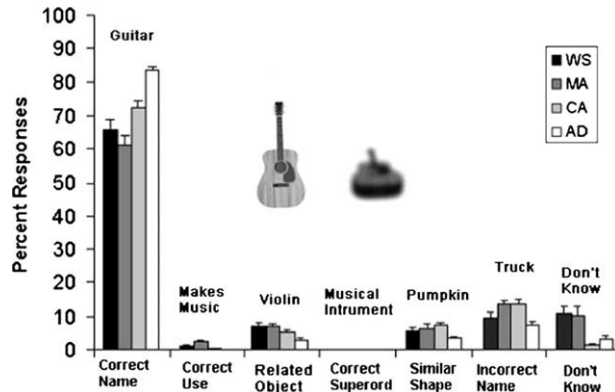 100
90
80
70
60
50
40
30
20
10
0
Percent Responses
Guitar
Makes
Music
Violin
Musical
Intrument
Pumpkin
Truck
Don't
Know
WS
MA
CA
AD
Correct
Name
Correct
Use
Related
Object
Correct
Superord
Similar
Shape
Incorrect
Name
Don't
Know